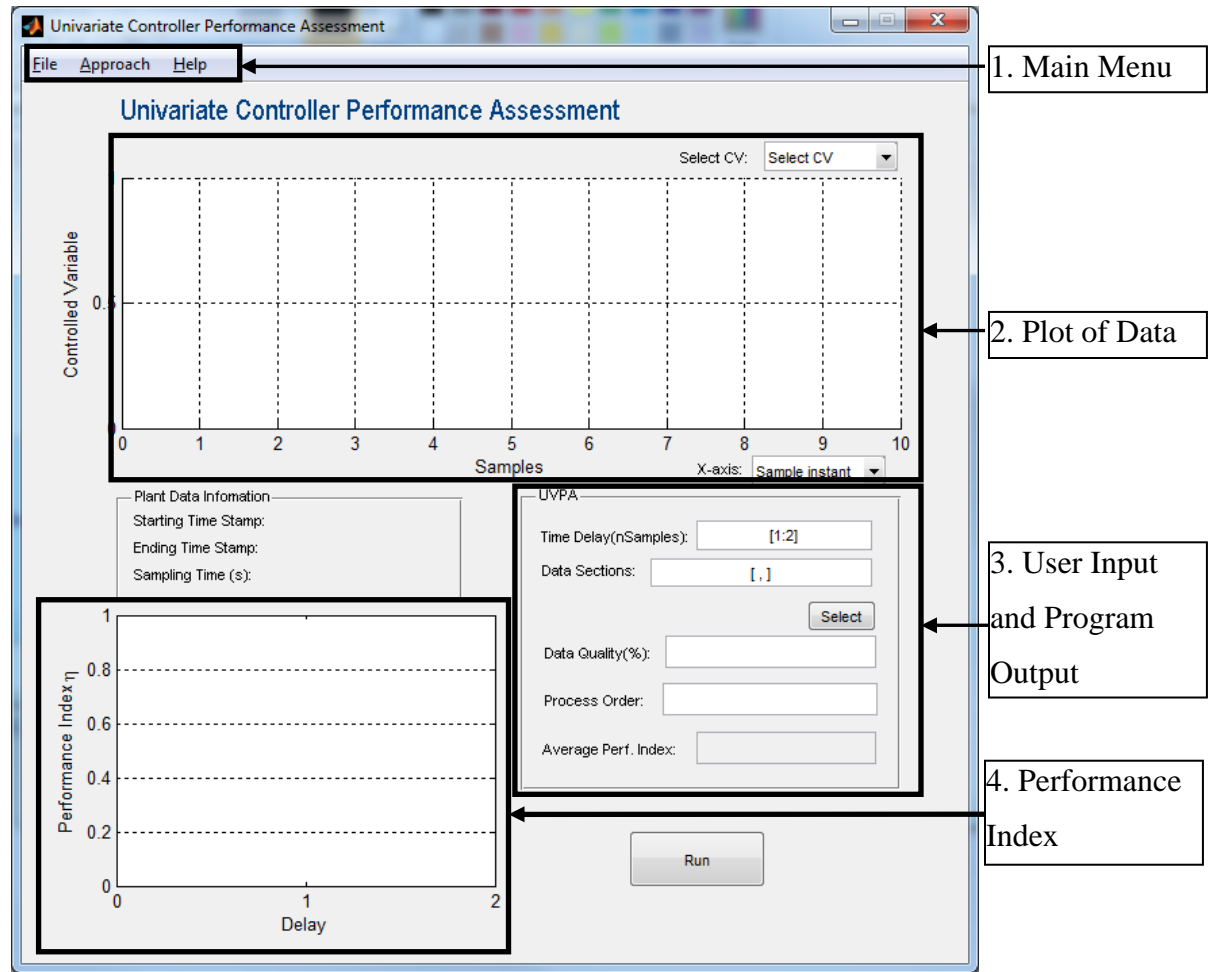 Univariate Controller Performance Assessment
File Approach Help
1. Main Menu
Univariate Controller Performance Assessment
Select CV: Select CV
1
0.5
0
Controlled Variable
0 1 2 3 4 5 6 7 8 9 10
Samples
X-axis: Sample instant
2. Plot of Data
Plant Data Infomation
Starting Time Stamp:
Ending Time Stamp:
Sampling Time (s):
UVPA
Time Delay(nSamples): [1:2]
Data Sections: [ , ]
Select
Data Quality(%):
Process Order:
Average Perf. Index:
3. User Input
and Program
Output
1
0.8
0.6
0.4
0.2
0
Performance Index η
0 1 2
Delay
4. Performance
Index
Run